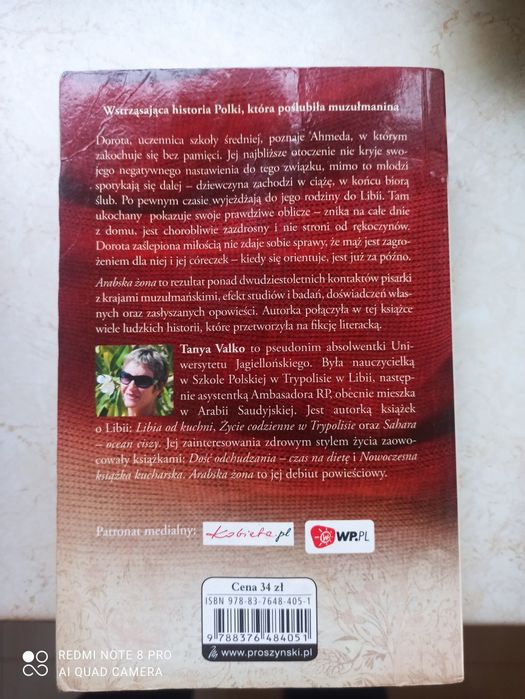 Wstrząsająca historia Polki, która poślubiła muzułmanina
Dorota, uczennica szkoły średniej, poznaje Ahmeda, w którym
zakochuje się bez pamięci. Jej najbliższe otoczenie nie kryje swo-
jego negatywnego nastawienia do tego związku, mimo to młodzi
spotykają się dalej – dziewczyna zachodzi w ciążę, w końcu biorą
ślub. Po pewnym czasie wyjeżdżają do jego rodziny do Libii. Tam
ukochany pokazuje swoje prawdziwe oblicze – znika na całe dnie
z domu, jest chorobliwie zazdrosny i nie stroni od rękoczynów.
Dorota zaślepiona miłością nie zdaje sobie sprawy, że mąż jest zagro-
żeniem dla niej i jej córeczek – kiedy się orientuje, jest już za późno.
Arabska żona to rezultat ponad dwudziestoletnich kontaktów pisarki
z krajami muzułmańskimi, efekt studiów i badań, doświadczeń włas-
nych oraz zasłyszanych opowieści. Autorka połączyła w tej książce
wiele ludzkich historii, które przetworzyła na fikcję literacką.
Tanya Valko to pseudonim absolwentki Uni-
wersytetu Jagiellońskiego. Była nauczycielką
w Szkole Polskiej w Trypolisie w Libii, następ-
nie asystentką Ambasadora RP, obecnie mieszka
w Arabii Saudyjskiej. Jest autorką książek
o Libii: Libia od kuchni, Życie codzienne w Trypolisie oraz Sahara
– ocean ciszy. Jej zainteresowania zdrowym stylem życia zaowo-
cowały książkami: Dość odchudzania – czas na dietę i Nowoczesna
książka kucharska. Arabska żona to jej debiut powieściowy.
Patronat medialny: Kobieta.pl WP.PL
Cena 34 zł
ISBN 978-83-7648-405-1
9 788376 484051
www.proszynski.pl
REDMI NOTE 8 PRO
AI QUAD CAMERA